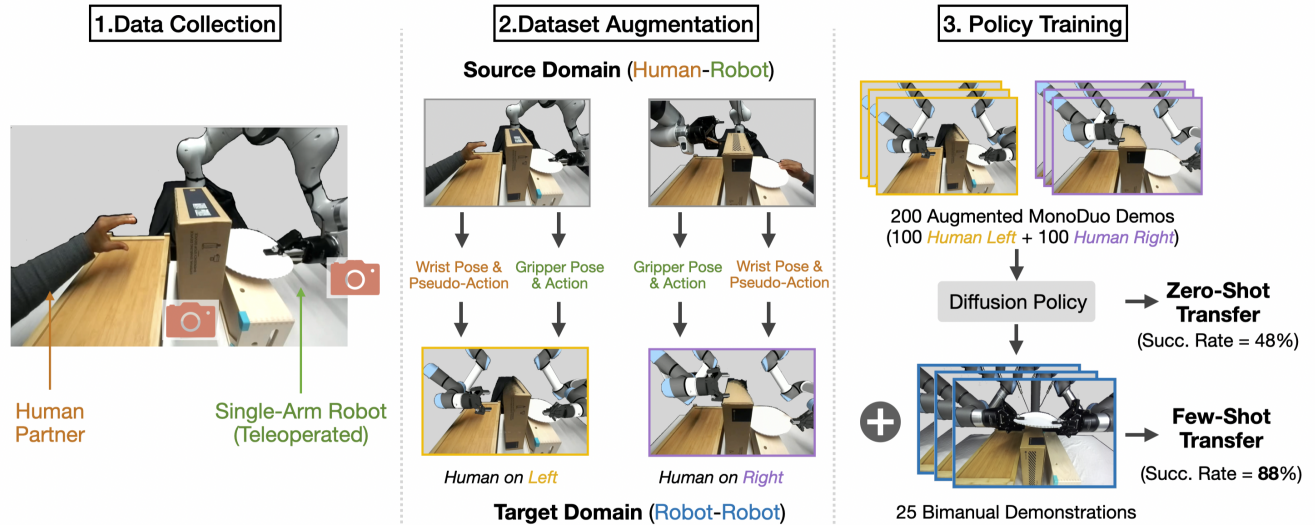 1.Data Collection
Human
Partner
Single-Arm Robot
(Teleoperated)
2.Dataset Augmentation
Source Domain (Human-Robot)
Wrist Pose &
Pseudo-Action
Gripper Pose
& Action
Gripper Pose
& Action
Wrist Pose &
Pseudo-Action
Human on Left
Human on Right
Target Domain (Robot-Robot)
3. Policy Training
200 Augmented MonoDuo Demos
(100 Human Left + 100 Human Right)
Diffusion Policy
Zero-Shot
Transfer
(Succ. Rate = 48%)
Few-Shot
Transfer
(Succ. Rate = 88%)
25 Bimanual Demonstrations